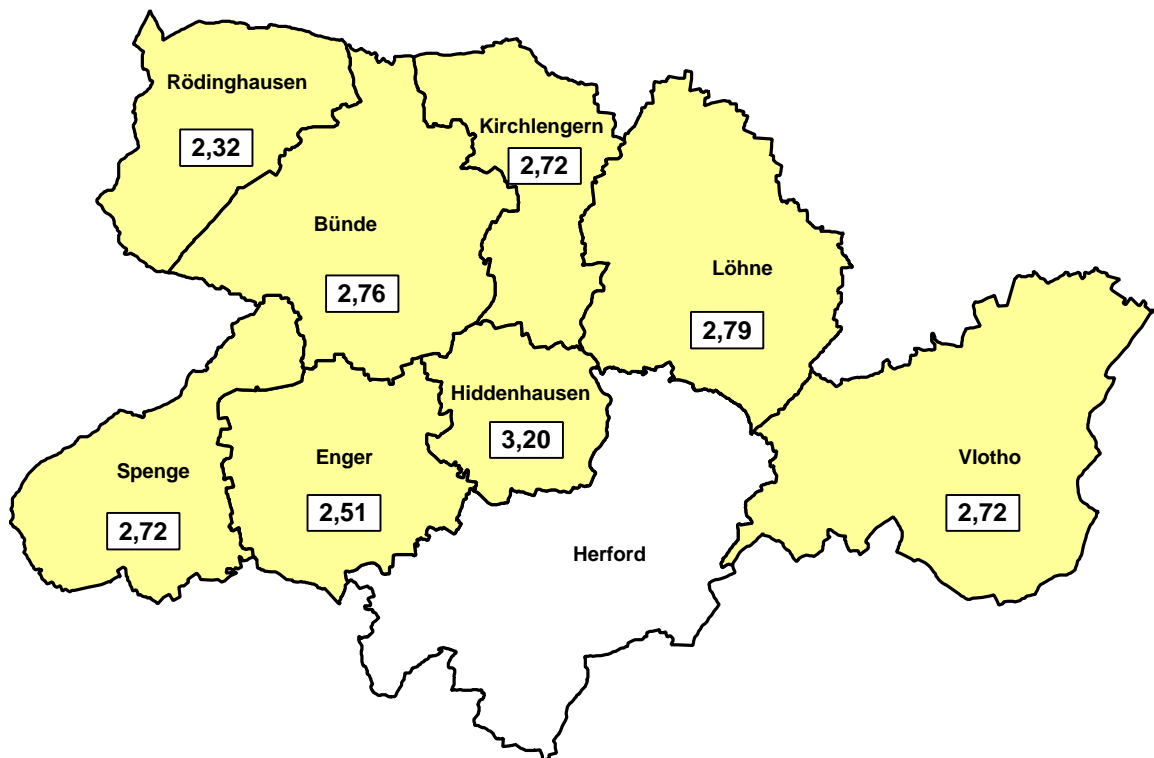 Rödinghausen
2,32
Kirchlengern
2,72
Bünde
2,76
Löhne
2,79
Hiddenhausen
3,20
Spenge
2,72
Enger
2,51
Vlotho
2,72
Herford